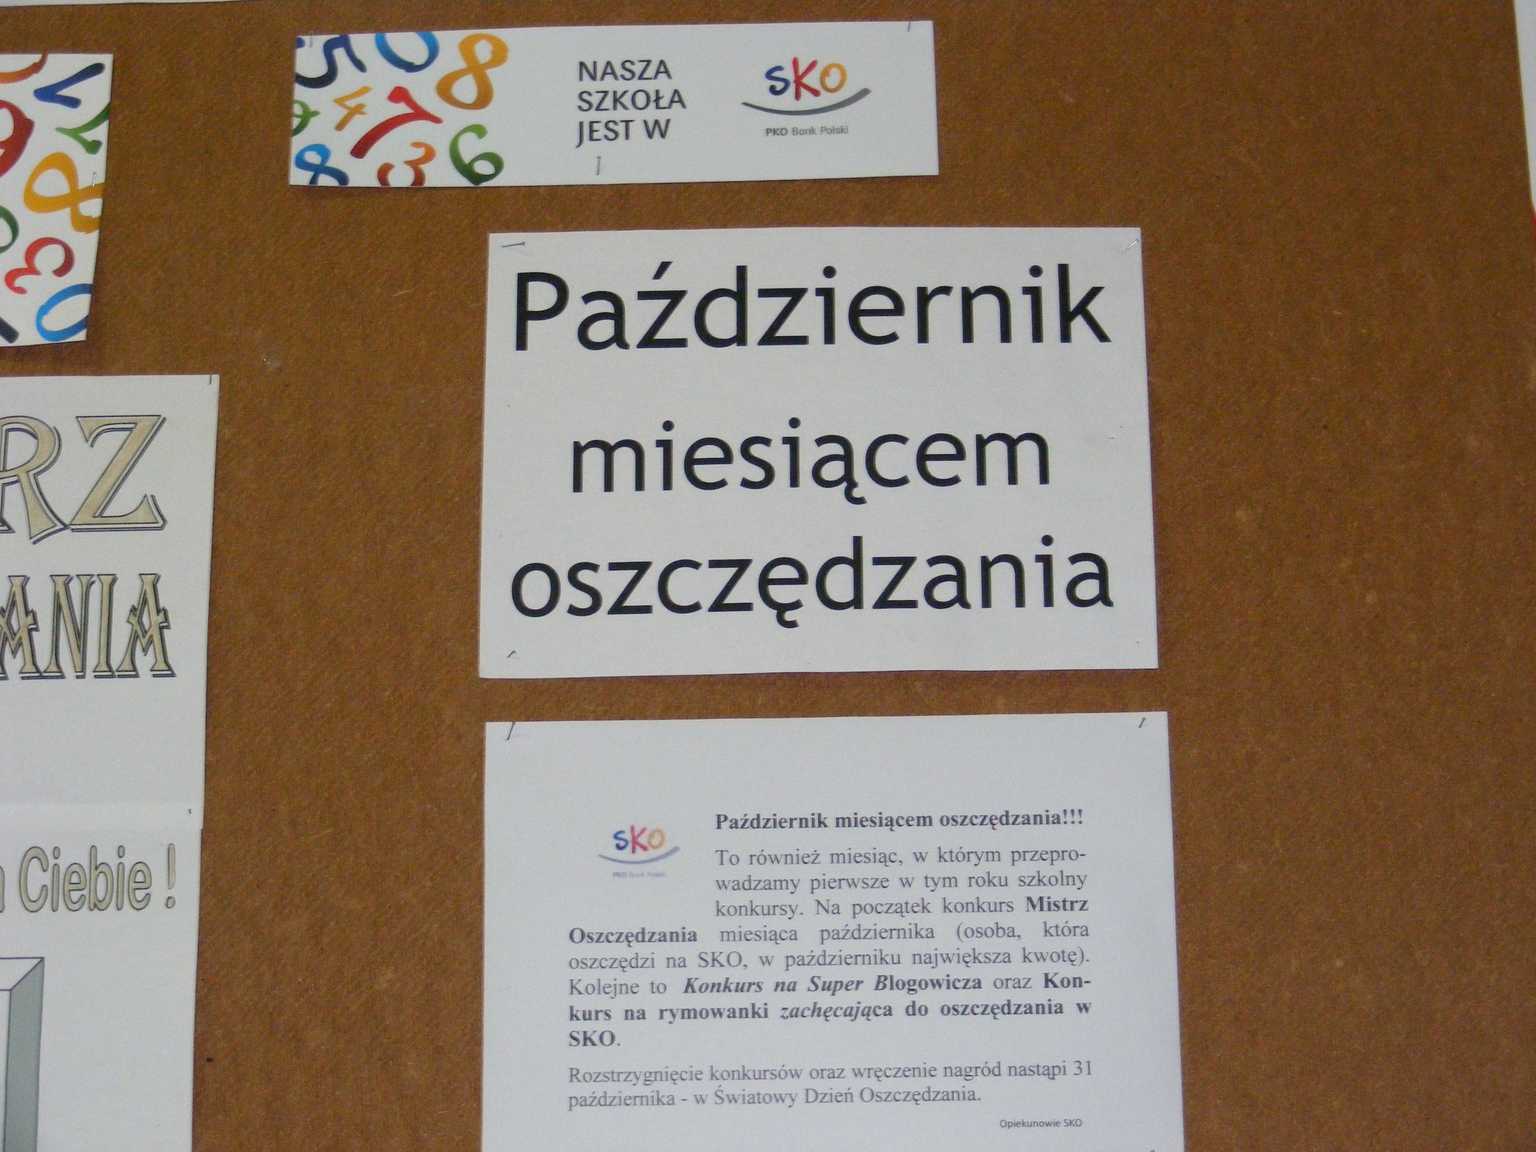 NASZA
SZKOŁA
JEST W
SKO
PKO Bank Polski
Październik
miesiącem
oszczędzania
RZ
ANIA
Ciebie !
SKO
PKO Bank Polski
Październik miesiącem oszczędzania!!!
To również miesiąc, w którym przepro-
wadzamy pierwsze w tym roku szkolny
konkursy. Na początek konkurs Mistrz
Oszczędzania miesiąca października (osoba, która
oszczędzi na SKO, w październiku największa kwotę).
Kolejne to Konkurs na Super Blogowicza oraz Kon-
kurs na rymowanki zachęcająca do oszczędzania w
SKO.
Rozstrzygnięcie konkursów oraz wręczenie nagród nastąpi 31
października - w Światowy Dzień Oszczędzania.
Opiekunowie SKO